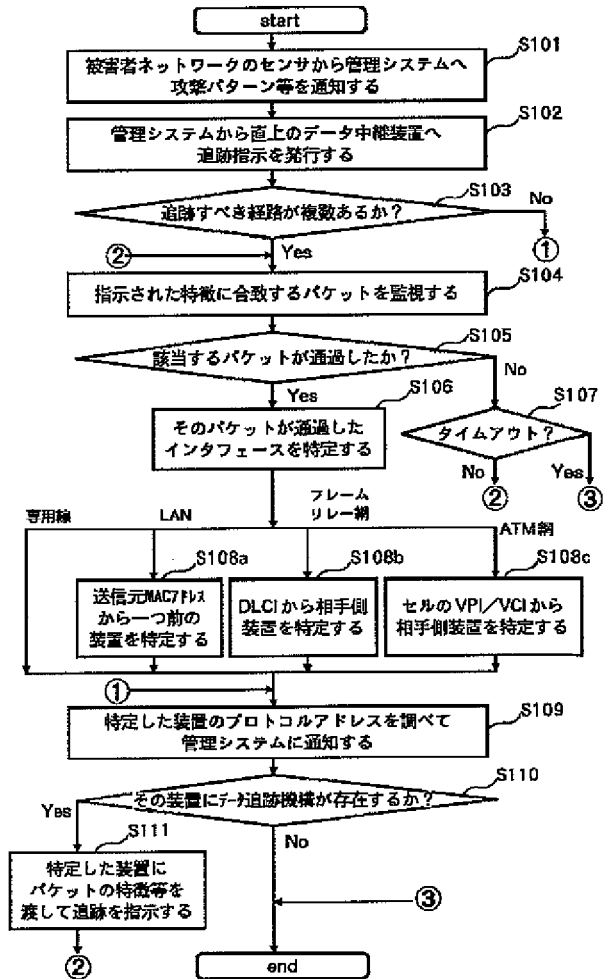 start
S101
被害者ネットワークのセンサから管理システムへ
攻撃パターン等を通知する
S102
管理システムから直上のデータ中継装置へ
追跡指示を発行する
S103
追跡すべき経路が複数あるか？
No
①
Yes
②
S104
指示された特徴に合致するパケットを監視する
S105
該当するパケットが通過したか？
No
Yes
S106
そのパケットが通過した
インタフェースを特定する
S107
タイムアウト？
No
②
Yes
③
専用線
LAN
フレーム
リレー網
ATM網
S108a
送信元MACアドレス
から一つ前の
装置を特定する
S108b
DLCIから相手側
装置を特定する
S108c
セルのVPI／VCIから
相手側装置を特定する
①
S109
特定した装置のプロトコルアドレスを調べて
管理システムに通知する
S110
その装置にデータ追跡機構が存在するか？
Yes
No
S111
特定した装置に
パケットの特徴等を
渡して追跡を指示する
②
③
end